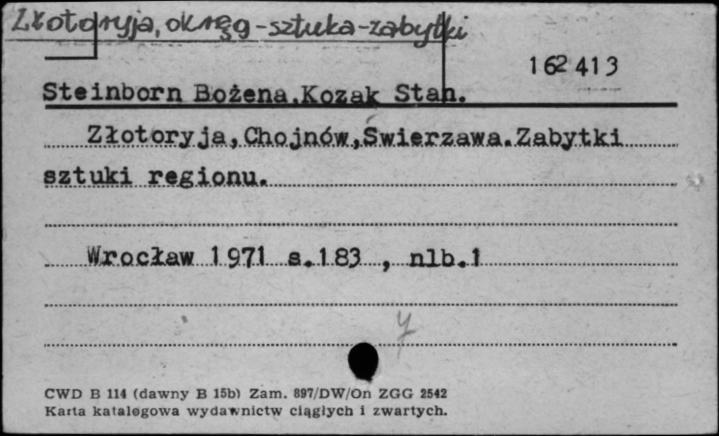 Złotoryja, okręg-sztuka-zabytki
162413
Steinborn Bożena.Kozak Stan.
Złotoryja,Chojnów,Świerzawa.Zabytki
sztuki regionu.
Wrocław 1971 s.183 , nlb.1
y
CWD B 114 (dawny B 15b) Zam. 897/DW/On ZGG 2542
Karta katalogowa wydawnictw ciągłych i zwartych.